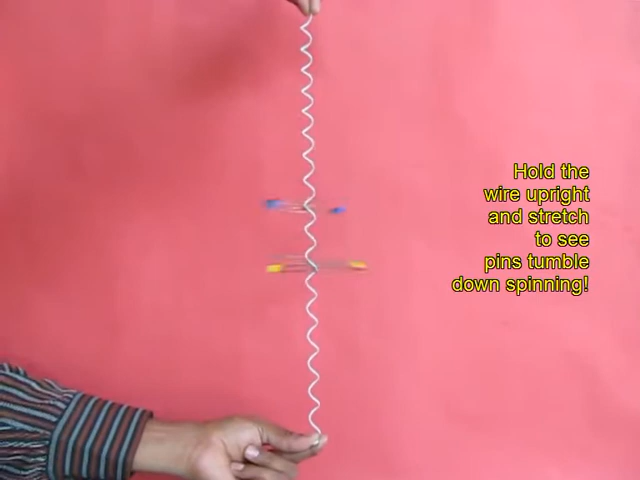 Hold the
wire upright
and stretch
to see
pins tumble
down spinning!